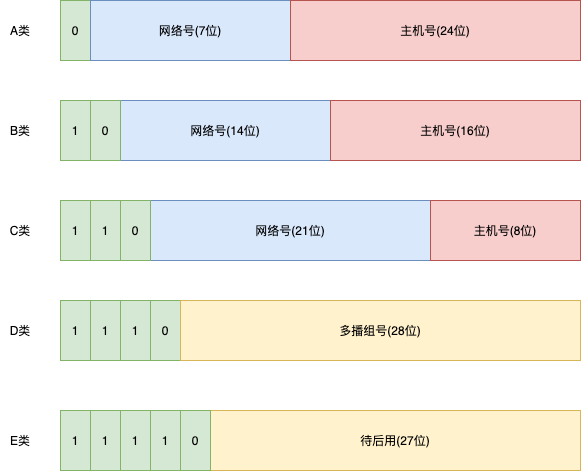 A类 0 网络号(7位) 主机号(24位)
B类 1 0 网络号(14位) 主机号(16位)
C类 1 1 0 网络号(21位) 主机号(8位)
D类 1 1 1 0 多播组号(28位)
E类 1 1 1 1 0 待后用(27位)